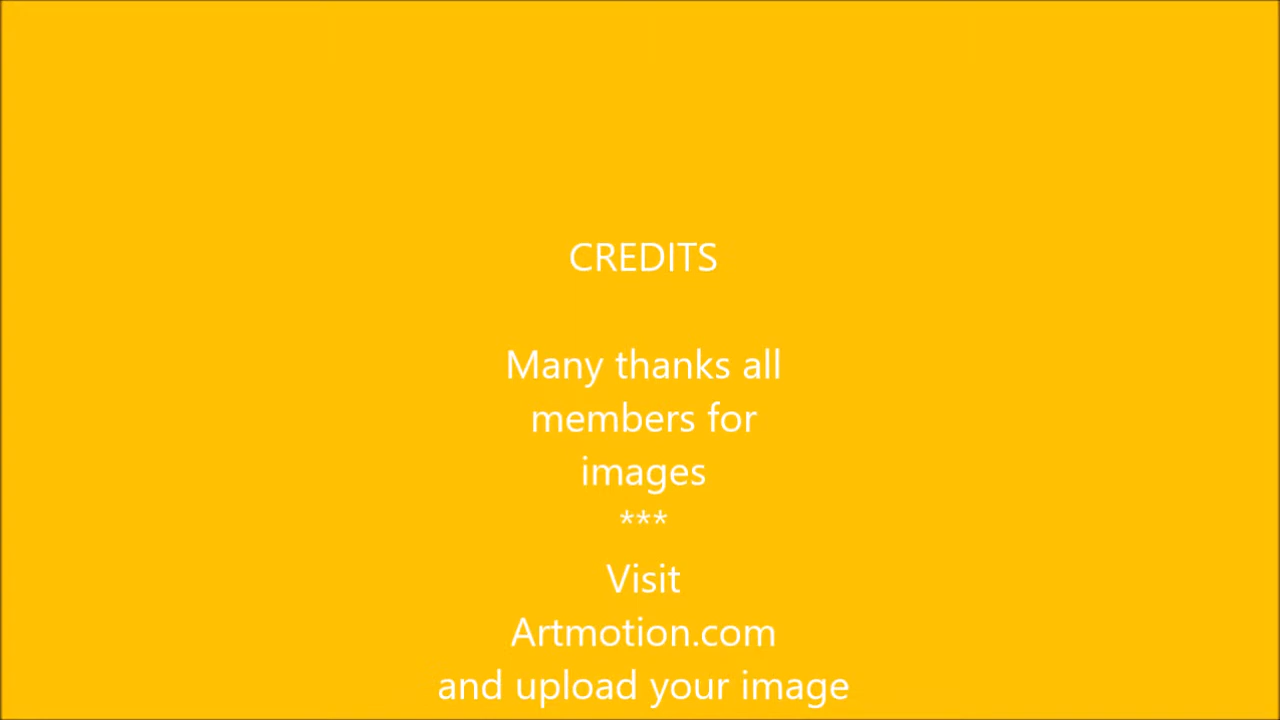 CREDITS
Many thanks all
members for
images
***
Visit
Artmotion.com
and upload your image